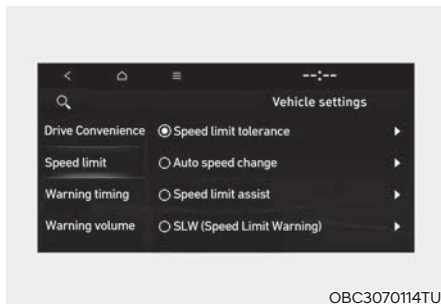 --:--
Vehicle settings
Drive Convenience
Speed limit tolerance
Speed limit
Auto speed change
Warning timing
Speed limit assist
Warning volume
SLW (Speed Limit Warning)
OBC3070114TU